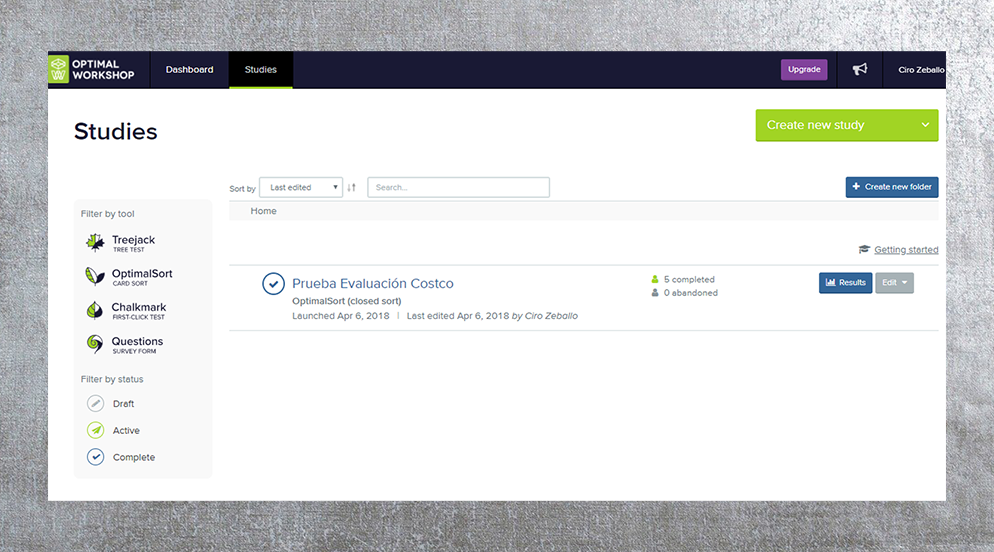 OPTIMAL
WORKSHOP
Dashboard
Studies
Upgrade
Ciro Zeballo
Studies
Create new study
Sort by
Last edited
Search...
Create new folder
Home
Getting started
Filter by tool
Treejack
TREE TEST
OptimalSort
CARD SORT
Chalkmark
FIRST-CLICK TEST
Questions
SURVEY FORM
Filter by status
Draft
Active
Complete
Prueba Evaluación Costco
OptimalSort (closed sort)
Launched Apr 6, 2018 | Last edited Apr 6, 2018 by Ciro Zeballo
5 completed
0 abandoned
Results
Edit